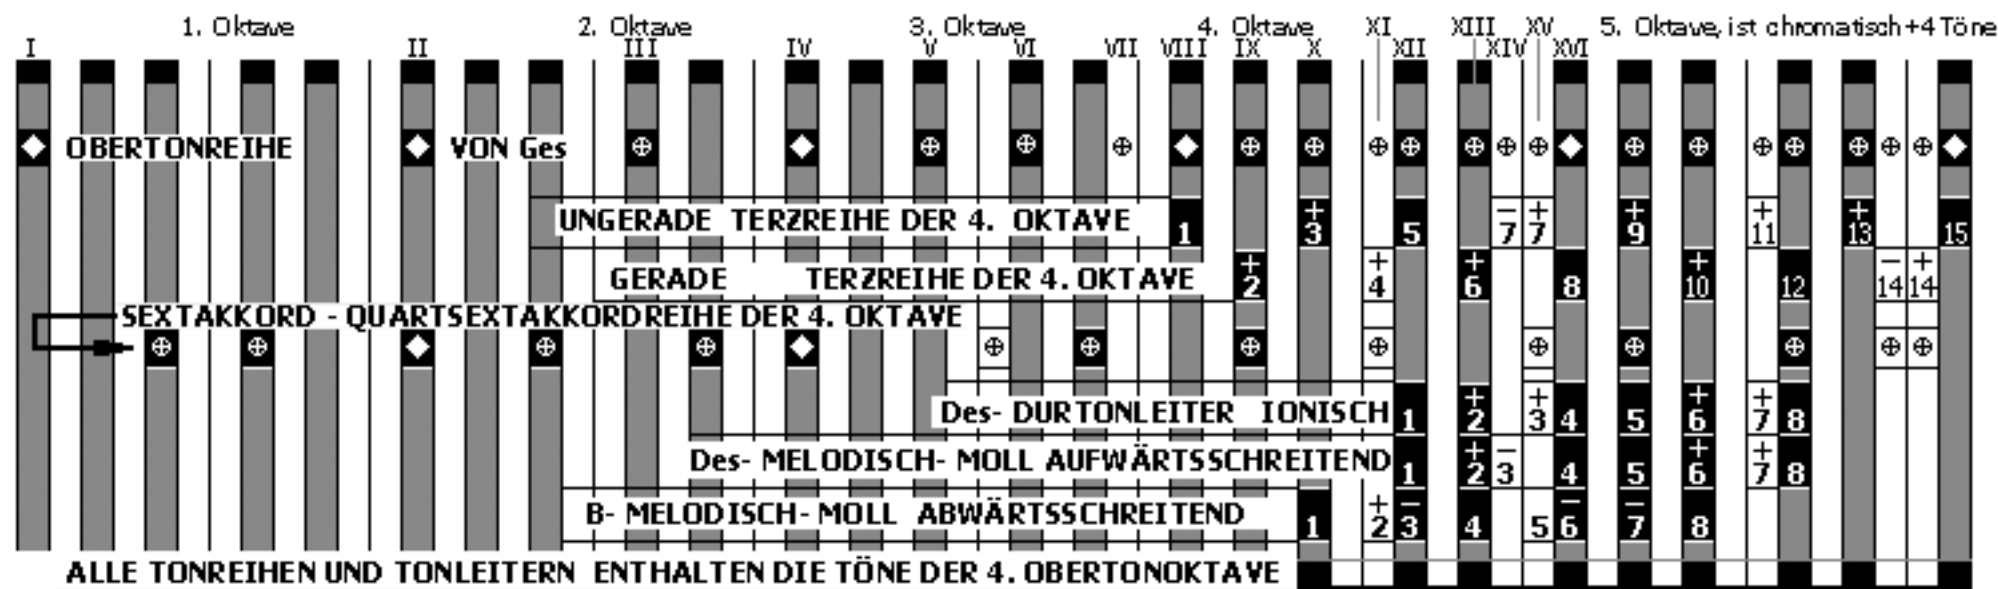 1. Oktave 2. Oktave 3. Oktave 4. Oktave XI XIII XV 5. Oktave, ist chromatisch+4 Töne
I II III IV V VI VII VIII IX X XII XIV XVI
OBERTONREIHE VON Ges
UNGERADE TERZREIHE DER 4. OKTAVE 1 +3 5 −7 +7 +9 +11 +13 15
GERADE TERZREIHE DER 4. OKTAVE +2 +4 +6 8 +10 12 −14 +14
SEXTAKKORD - QUARTSEXTAKKORDREIHE DER 4. OKTAVE
Des- DURTONLEITER IONISCH 1 +2 +3 4 5 +6 +7 8
Des- MELODISCH- MOLL AUFWÄRTSSCHREITEND 1 +2 −3 4 5 +6 +7 8
B- MELODISCH- MOLL ABWÄRTSSCHREITEND 1 +2 −3 4 5 −6 −7 8
ALLE TONREIHEN UND TONLEITERN ENTHALTEN DIE TÖNE DER 4. OBERTONOKTAVE